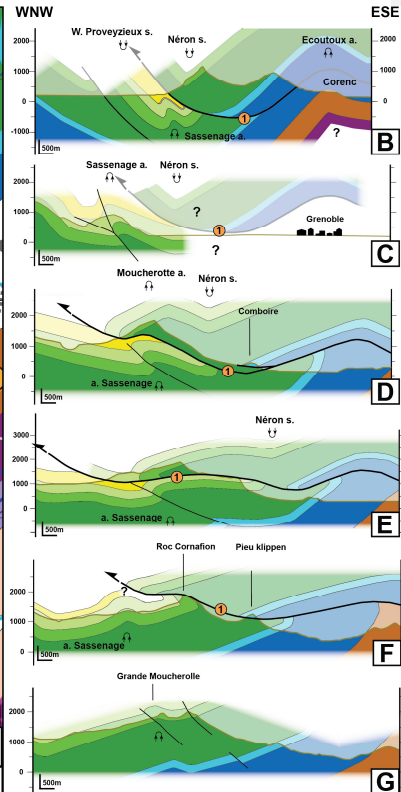 WNW ESE
W. Proveyzieux s. Néron s. Ecoutoux a.
2000 2000
Corenc
1000 1000
0 0
1
-1000
Sassenage a.
?
500m
B
Sassenage a. Néron s.
2000
?
1000
Grenoble
1
0
?
500m
C
Moucherotte a.
Néron s.
Comboire
2000
1000
1
0
a. Sassenage
500m
D
Néron s.
3000
2000
1
1000
0
a. Sassenage
500m
E
Roc Cornafion Pieu klippen
?
2000
1
1000
a. Sassenage
0
500m
F
Grande Moucherolle
2000
1000
0
500m
G